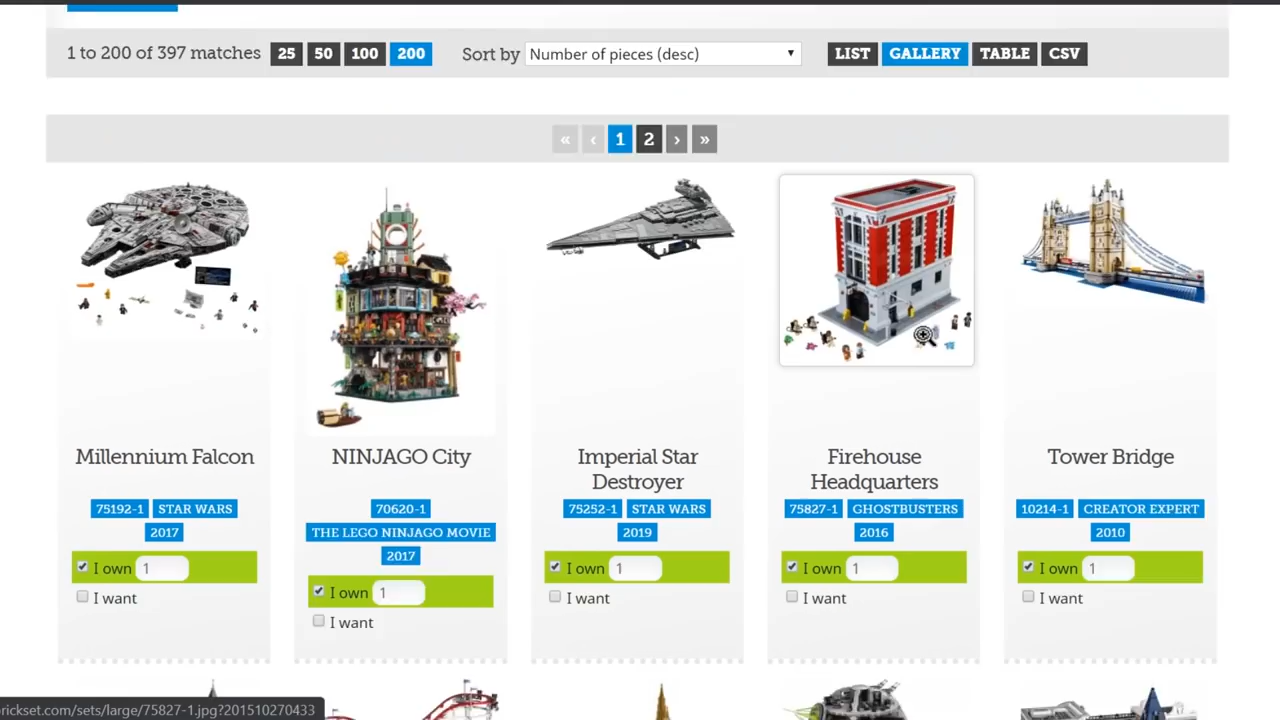 1 to 200 of 397 matches 25 50 100 200 Sort by Number of pieces (desc) LIST GALLERY TABLE CSV
« ‹ 1 2 › »
Millennium Falcon
75192-1 STAR WARS
2017
I own 1
I want
NINJAGO City
70620-1
THE LEGO NINJAGO MOVIE
2017
I own 1
I want
Imperial Star
Destroyer
75252-1 STAR WARS
2019
I own 1
I want
Firehouse
Headquarters
75827-1 GHOSTBUSTERS
2016
I own 1
I want
Tower Bridge
10214-1 CREATOR EXPERT
2010
I own 1
I want
rickset.com/sets/large/75827-1.jpg?201510270433